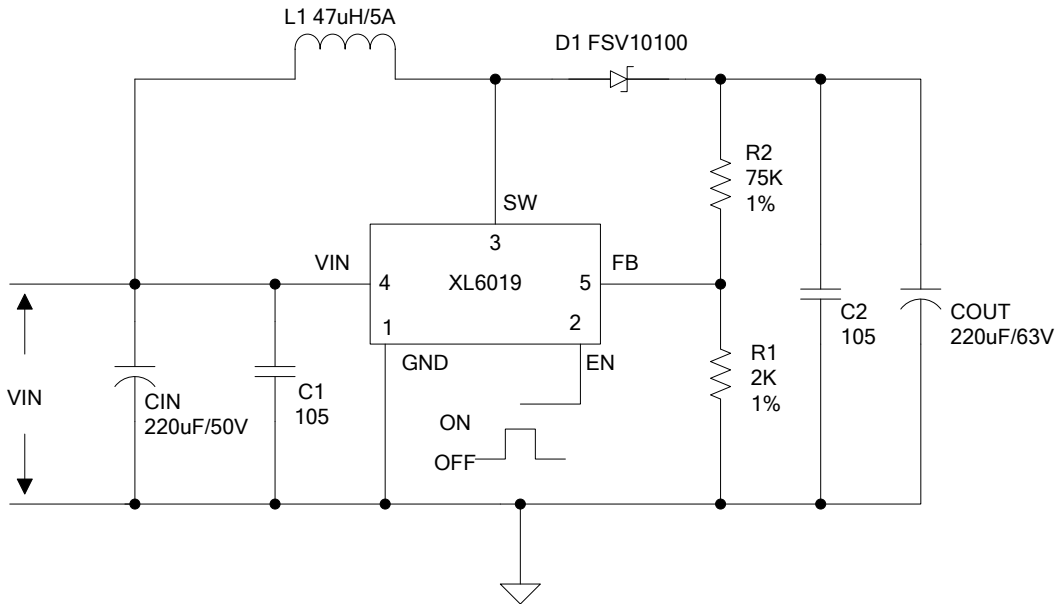 L1 47uH/5A
D1 FSV10100
R2
75K
1%
SW
3
VIN
4
XL6019
5
FB
2
1
GND
EN
C2
105
COUT
220uF/63V
R1
2K
1%
VIN
CIN
220uF/50V
C1
105
ON
OFF